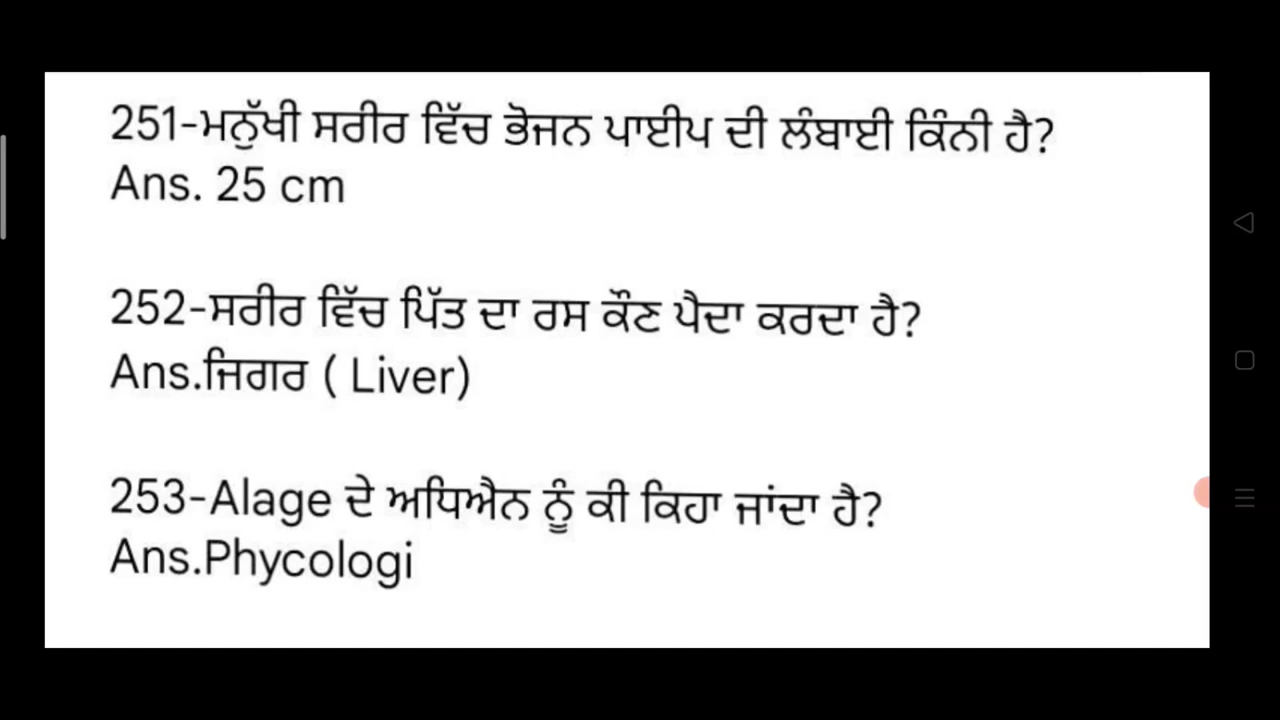 251-ਮਨੁੱਖੀ ਸਰੀਰ ਵਿੱਚ ਭੋਜਨ ਪਾਈਪ ਦੀ ਲੰਬਾਈ ਕਿੰਨੀ ਹੈ?
Ans. 25 cm
252-ਸਰੀਰ ਵਿੱਚ ਪਿੱਤ ਦਾ ਰਸ ਕੌਣ ਪੈਦਾ ਕਰਦਾ ਹੈ?
Ans.ਜਿਗਰ ( Liver)
253-Alage ਦੇ ਅਧਿਐਨ ਨੂੰ ਕੀ ਕਿਹਾ ਜਾਂਦਾ ਹੈ?
Ans.Phycologi